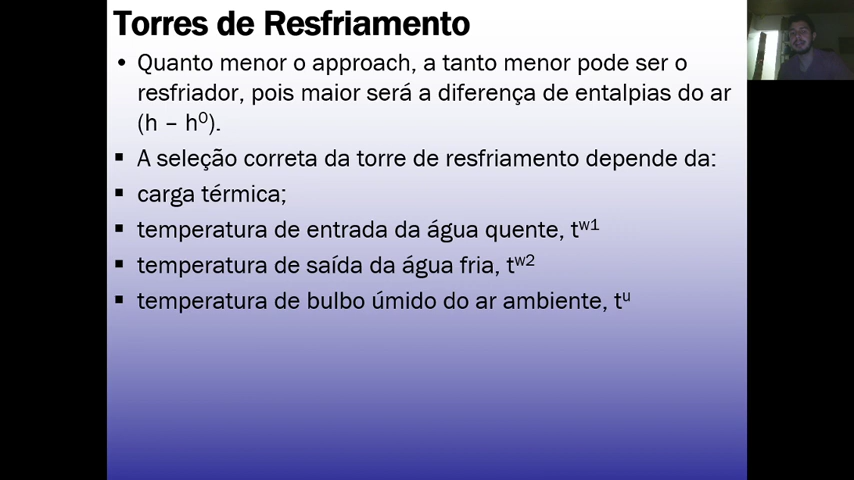 Torres de Resfriamento
• Quanto menor o approach, a tanto menor pode ser o
resfriador, pois maior será a diferença de entalpias do ar
(h – h⁰).
▪ A seleção correta da torre de resfriamento depende da:
▪ carga térmica;
▪ temperatura de entrada da água quente, tʷ¹
▪ temperatura de saída da água fria, tʷ²
▪ temperatura de bulbo úmido do ar ambiente, tᵘ